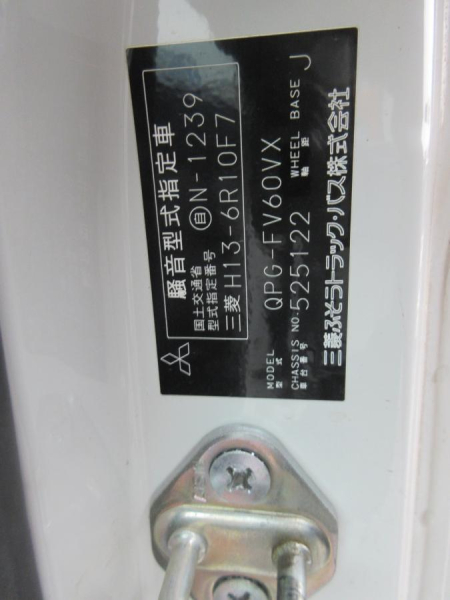 騒音型式指定車
国土交通省
型式指定番号 自N-1239
三菱 H13-6R10F7
MODEL
型式 QPG-FV60VX
CHASSIS NO.
車台番号 525122
WHEEL BASE
軸距 J
三菱ふそうトラック・バス株式会社